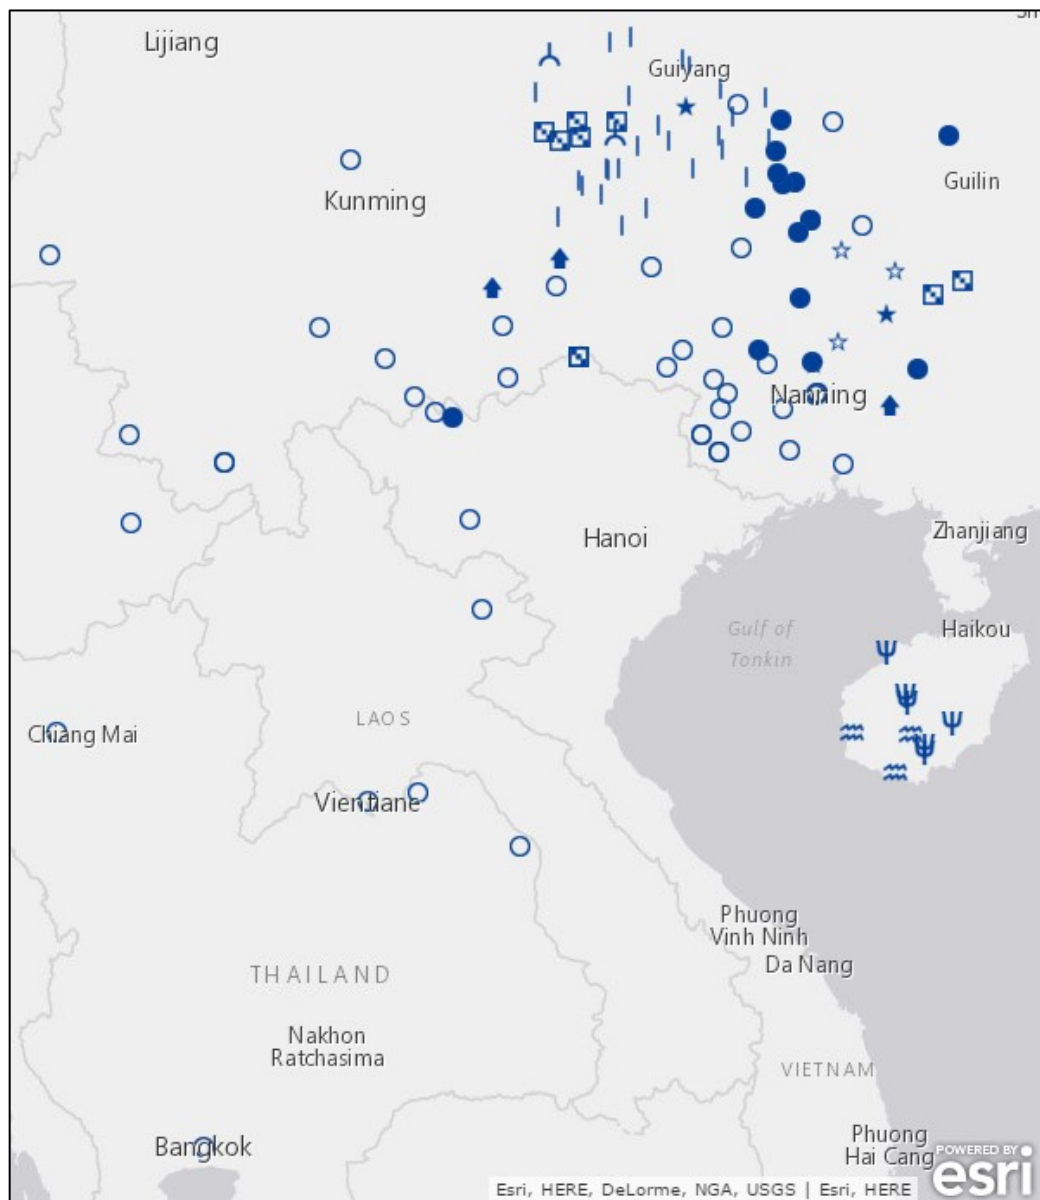 Lijiang
Guiyang
Guilin
Kunming
Nanning
Hanoi
Zhanjiang
Haikou
Gulf of
Tonkin
LAOS
Chiang Mai
Vientiane
Phuong
Vinh Ninh
Da Nang
THAILAND
Nakhon
Ratchasima
VIETNAM
Bangkok
Phuong
Hai Cang
POWERED BY
esri
Esri, HERE, DeLorme, NGA, USGS | Esri, HERE